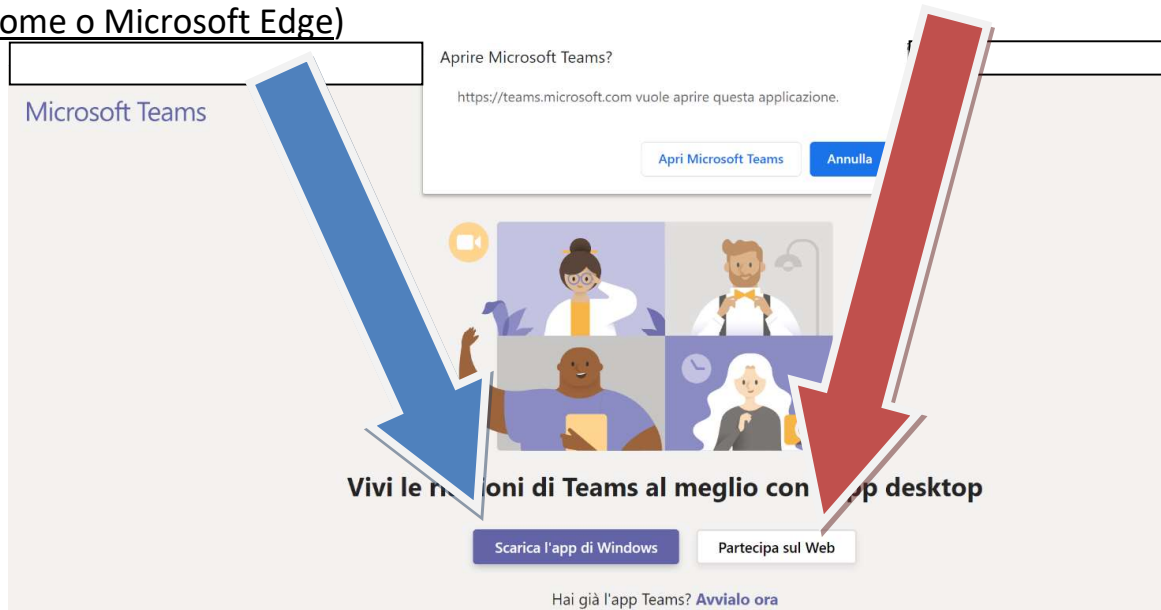 ome o Microsoft Edge)
Aprire Microsoft Teams?
https://teams.microsoft.com vuole aprire questa applicazione.
Microsoft Teams
Apri Microsoft Teams
Annulla
Vivi le di Teams al meglio con desktop
Scarica l'app di Windows
Partecipa sul Web
Hai già l'app Teams? Avvialo ora